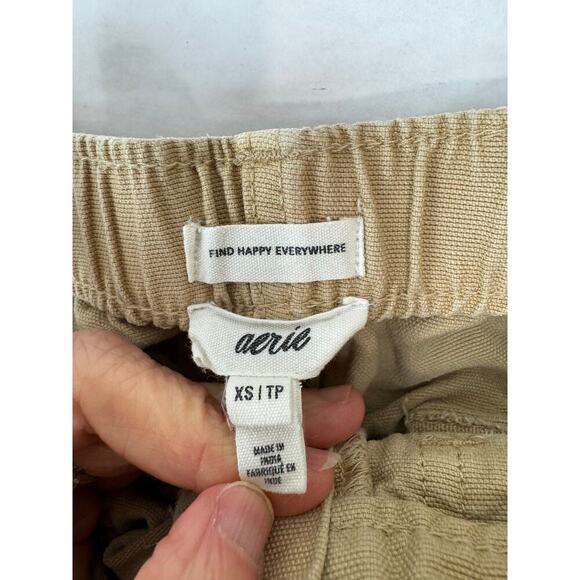 FIND HAPPY EVERYWHERE
aerie
XS | TP
MADE IN
INDIA
FABRIQUÉ EN
INDE